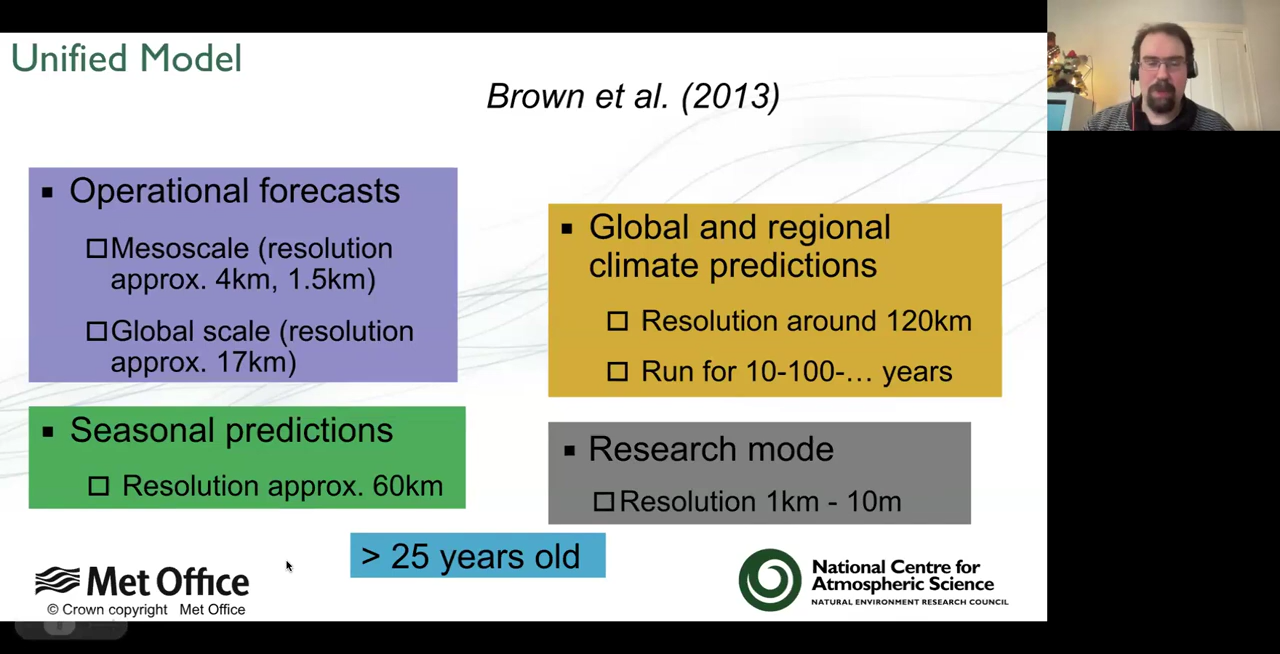 Unified Model
Brown et al. (2013)
▪ Operational forecasts
☐ Mesoscale (resolution
approx. 4km, 1.5km)
☐ Global scale (resolution
approx. 17km)
▪ Seasonal predictions
☐ Resolution approx. 60km
▪ Global and regional
climate predictions
☐ Resolution around 120km
☐ Run for 10-100-… years
▪ Research mode
☐ Resolution 1km - 10m
> 25 years old
Met Office
© Crown copyright Met Office
National Centre for
Atmospheric Science
NATURAL ENVIRONMENT RESEARCH COUNCIL